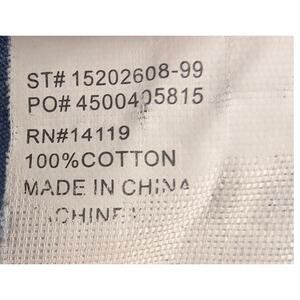 ST# 15202608-99
PO# 4500405815
RN#14119
100%COTTON
MADE IN CHINA